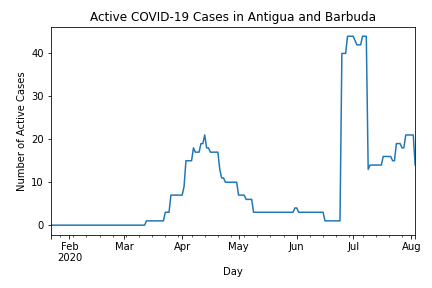 Active COVID-19 Cases in Antigua and Barbuda
Number of Active Cases
40
30
20
10
0
Feb Mar Apr May Jun Jul Aug
2020
Day